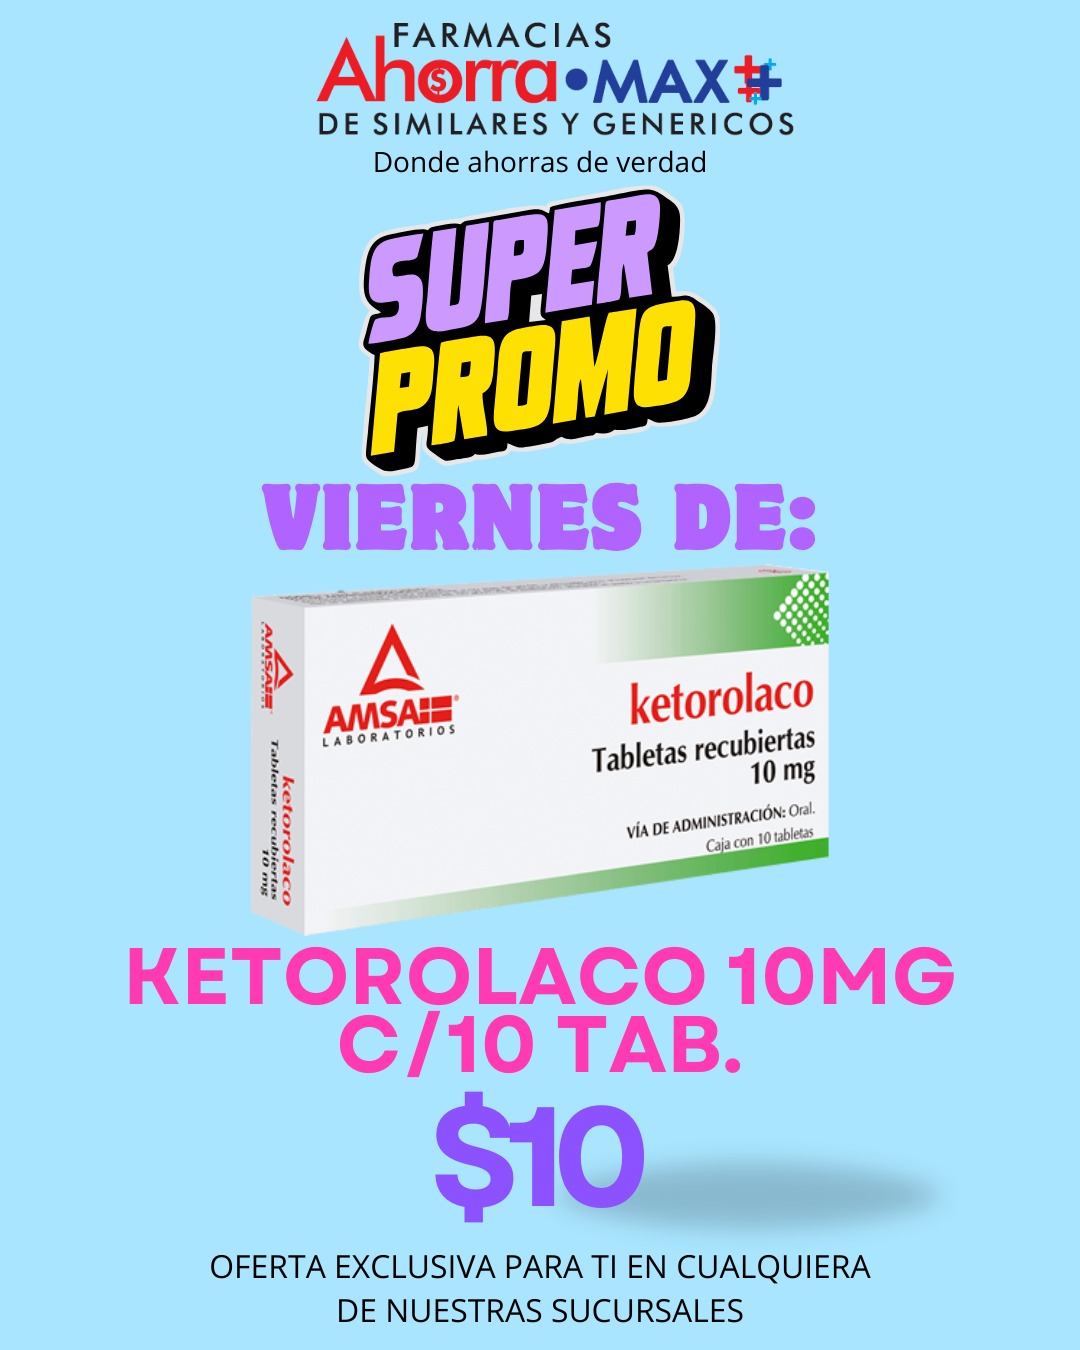 FARMACIAS
Ahorra•MAX
DE SIMILARES Y GENERICOS
Donde ahorras de verdad
SUPER
PROMO
VIERNES DE:
AMSA
LABORATORIOS
ketorolaco
Tabletas recubiertas
10 mg
VÍA DE ADMINISTRACIÓN: Oral.
Caja con 10 tabletas
AMSA
LABORATORIOS
ketorolaco
Tabletas recubiertas
10 mg
KETOROLACO 10MG
C/10 TAB.
$10
OFERTA EXCLUSIVA PARA TI EN CUALQUIERA
DE NUESTRAS SUCURSALES